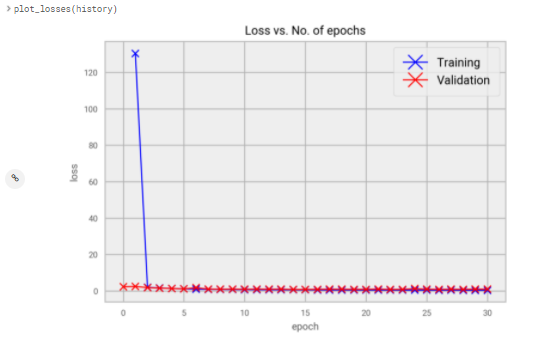 > plot_losses(history)
Loss vs. No. of epochs
Training
Validation
120
100
80
60
40
20
0
loss
0 5 10 15 20 25 30
epoch